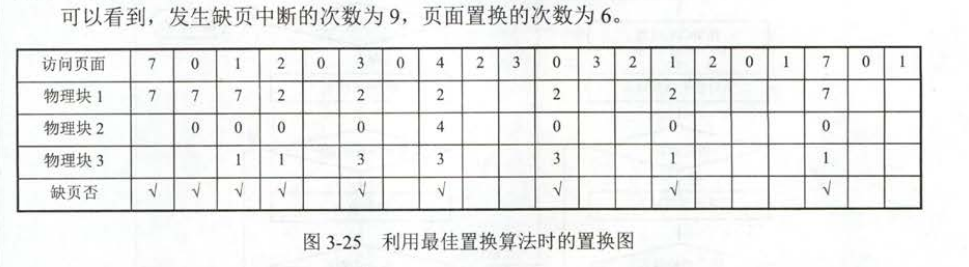 可以看到，发生缺页中断的次数为9，页面置换的次数为6。
访问页面 7 0 1 2 0 3 0 4 2 3 0 3 2 1 2 0 1 7 0 1
物理块1 7 7 7 2 2 2 2 2 7
物理块2 0 0 0 0 4 0 0 0
物理块3 1 1 3 3 3 1 1
缺页否 √ √ √ √ √ √ √ √ √
图3-25 利用最佳置换算法时的置换图